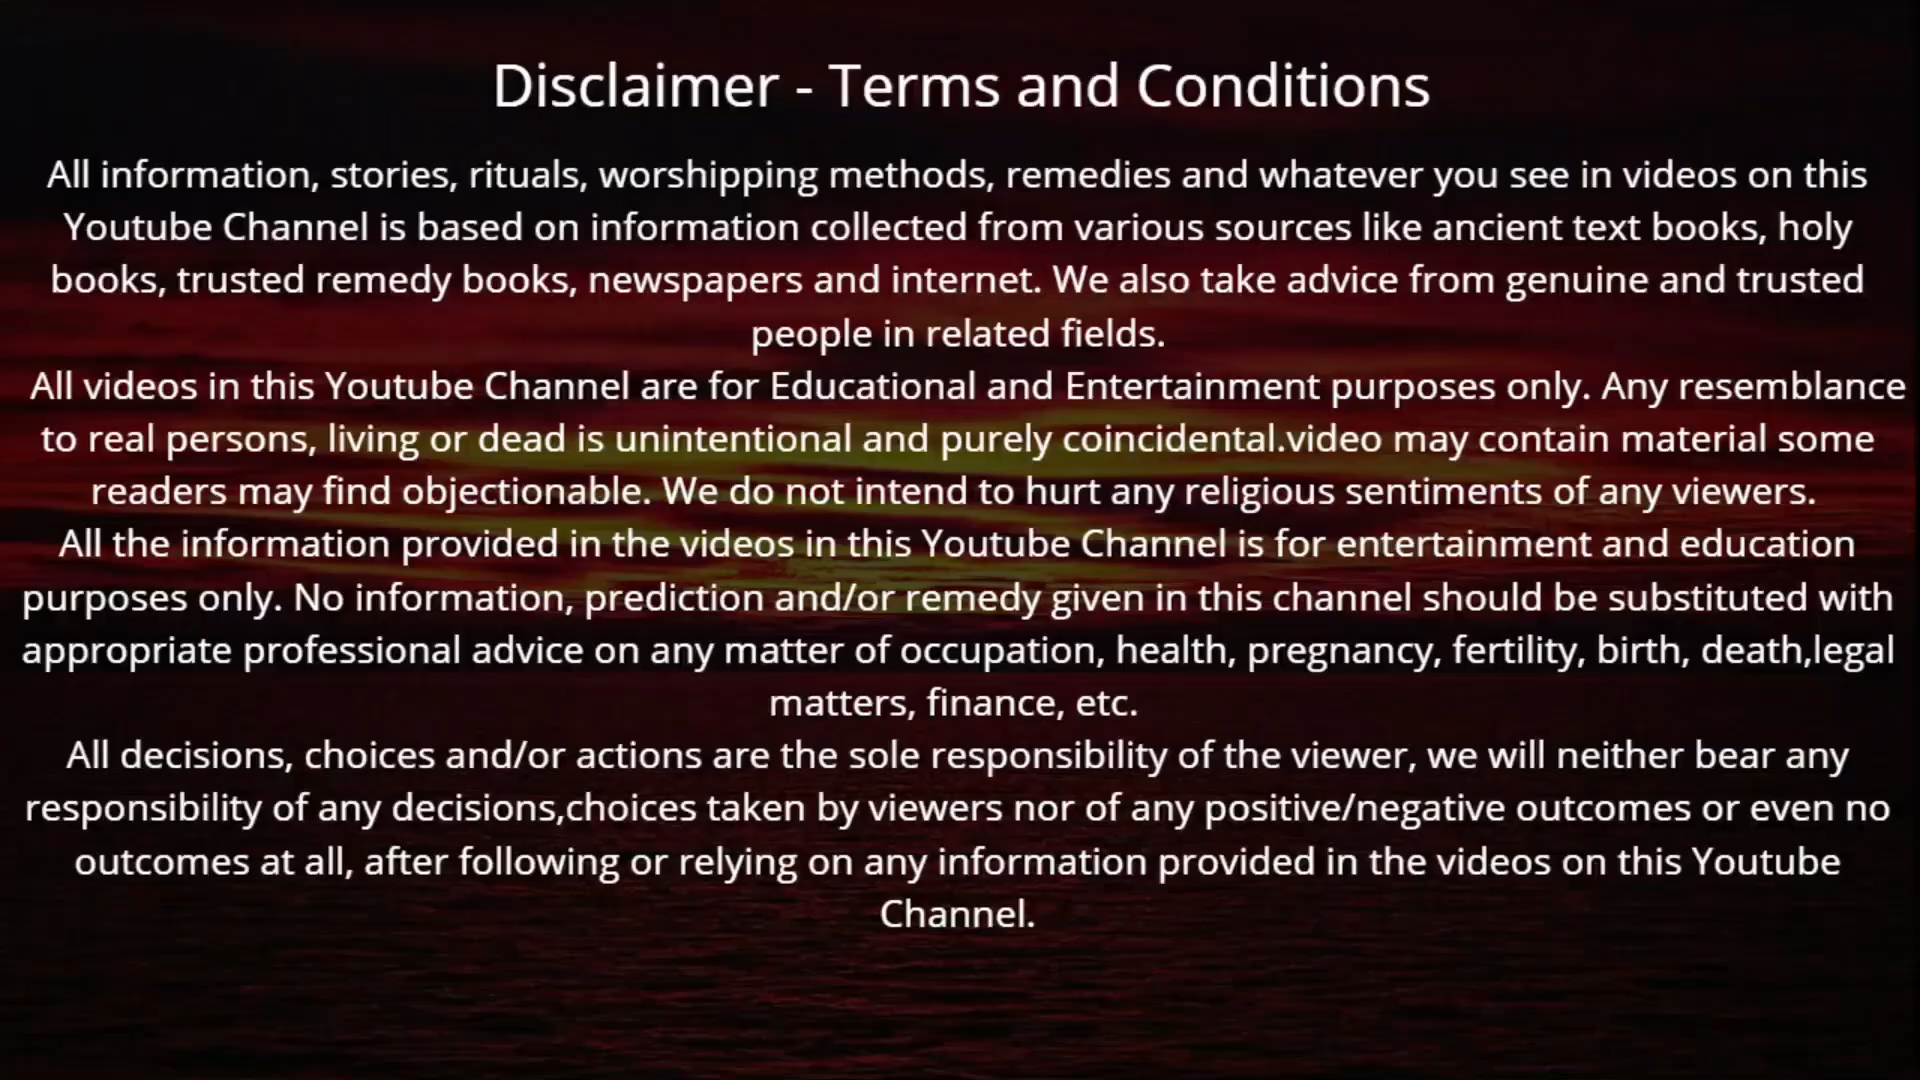 Disclaimer - Terms and Conditions
All information, stories, rituals, worshipping methods, remedies and whatever you see in videos on this
Youtube Channel is based on information collected from various sources like ancient text books, holy
books, trusted remedy books, newspapers and internet. We also take advice from genuine and trusted
people in related fields.
All videos in this Youtube Channel are for Educational and Entertainment purposes only. Any resemblance
to real persons, living or dead is unintentional and purely coincidental.video may contain material some
readers may find objectionable. We do not intend to hurt any religious sentiments of any viewers.
All the information provided in the videos in this Youtube Channel is for entertainment and education
purposes only. No information, prediction and/or remedy given in this channel should be substituted with
appropriate professional advice on any matter of occupation, health, pregnancy, fertility, birth, death,legal
matters, finance, etc.
All decisions, choices and/or actions are the sole responsibility of the viewer, we will neither bear any
responsibility of any decisions,choices taken by viewers nor of any positive/negative outcomes or even no
outcomes at all, after following or relying on any information provided in the videos on this Youtube
Channel.